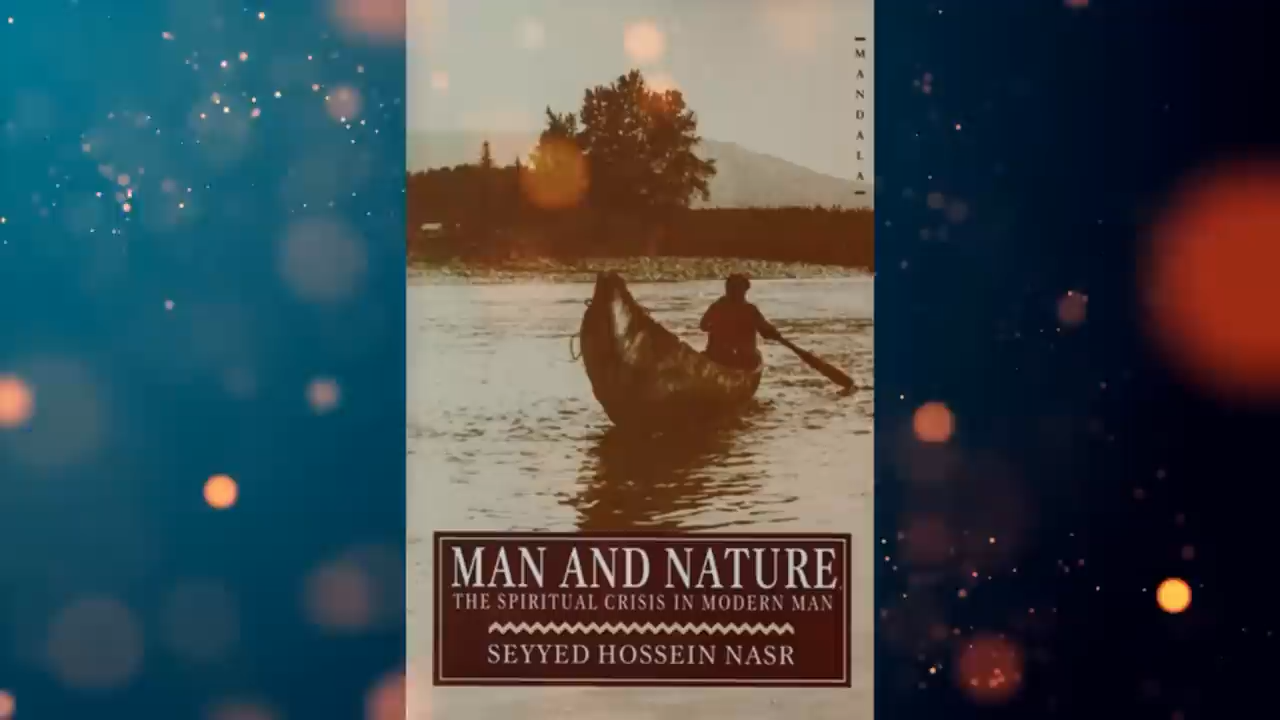 MANDALA
MAN AND NATURE
THE SPIRITUAL CRISIS IN MODERN MAN
SEYYED HOSSEIN NASR